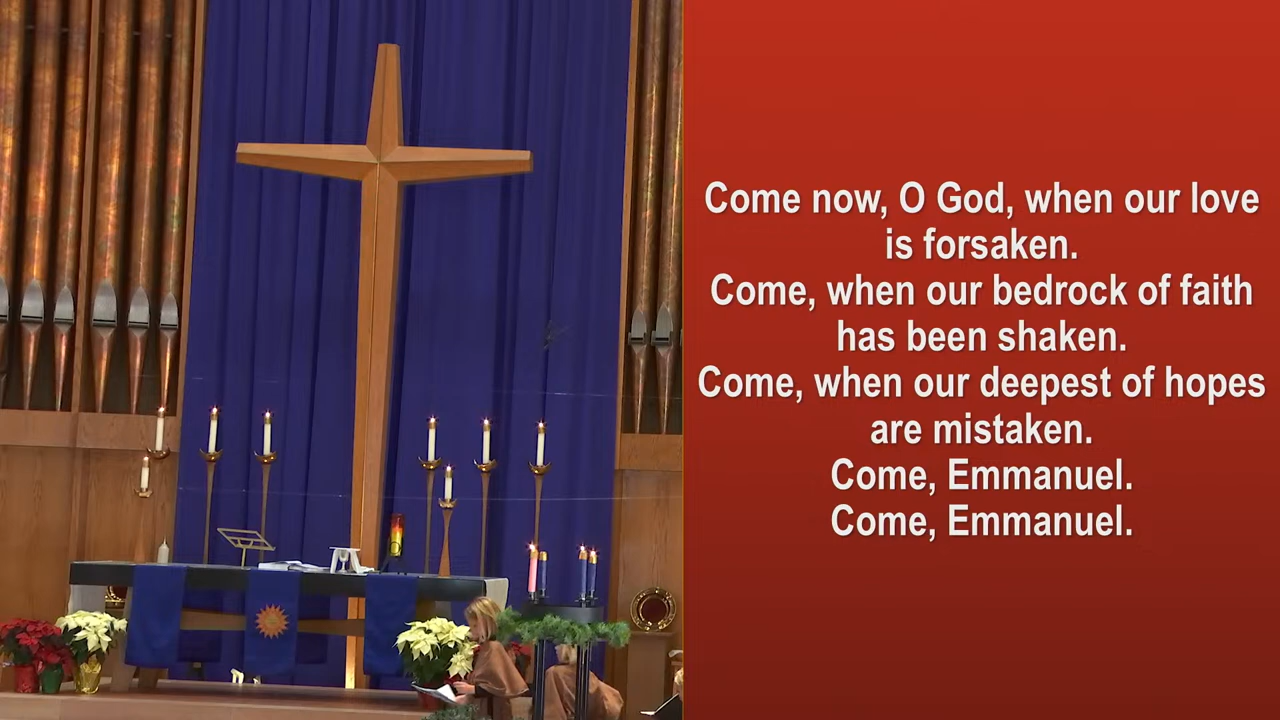 Come now, O God, when our love
is forsaken.
Come, when our bedrock of faith
has been shaken.
Come, when our deepest of hopes
are mistaken.
Come, Emmanuel.
Come, Emmanuel.